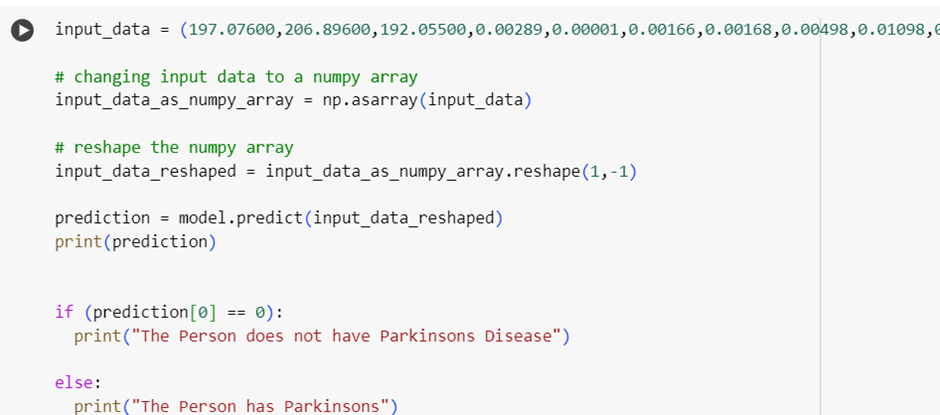 input_data = (197.07600,206.89600,192.05500,0.00289,0.00001,0.00166,0.00168,0.00498,0.01098,
# changing input data to a numpy array
input_data_as_numpy_array = np.asarray(input_data)
# reshape the numpy array
input_data_reshaped = input_data_as_numpy_array.reshape(1,-1)
prediction = model.predict(input_data_reshaped)
print(prediction)
if (prediction[0] == 0):
  print("The Person does not have Parkinsons Disease")
else:
  print("The Person has Parkinsons")